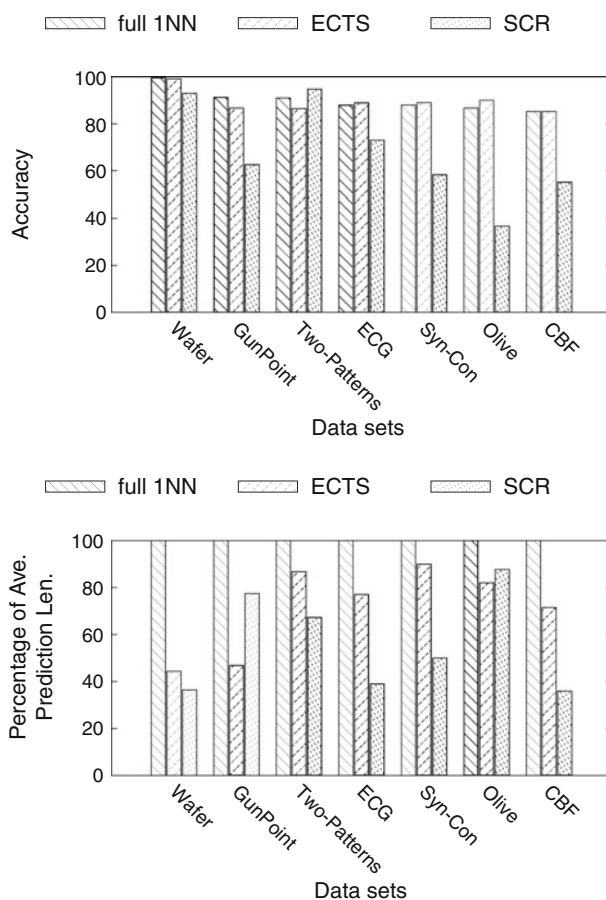 full 1NN ECTS SCR
100
80
60
40
20
0
Accuracy
Wafer
GunPoint
Two-Patterns
ECG
Syn-Con
Olive
CBF
Data sets
full 1NN ECTS SCR
100
80
60
40
20
0
Percentage of Ave.
Prediction Len.
Wafer
GunPoint
Two-Patterns
ECG
Syn-Con
Olive
CBF
Data sets